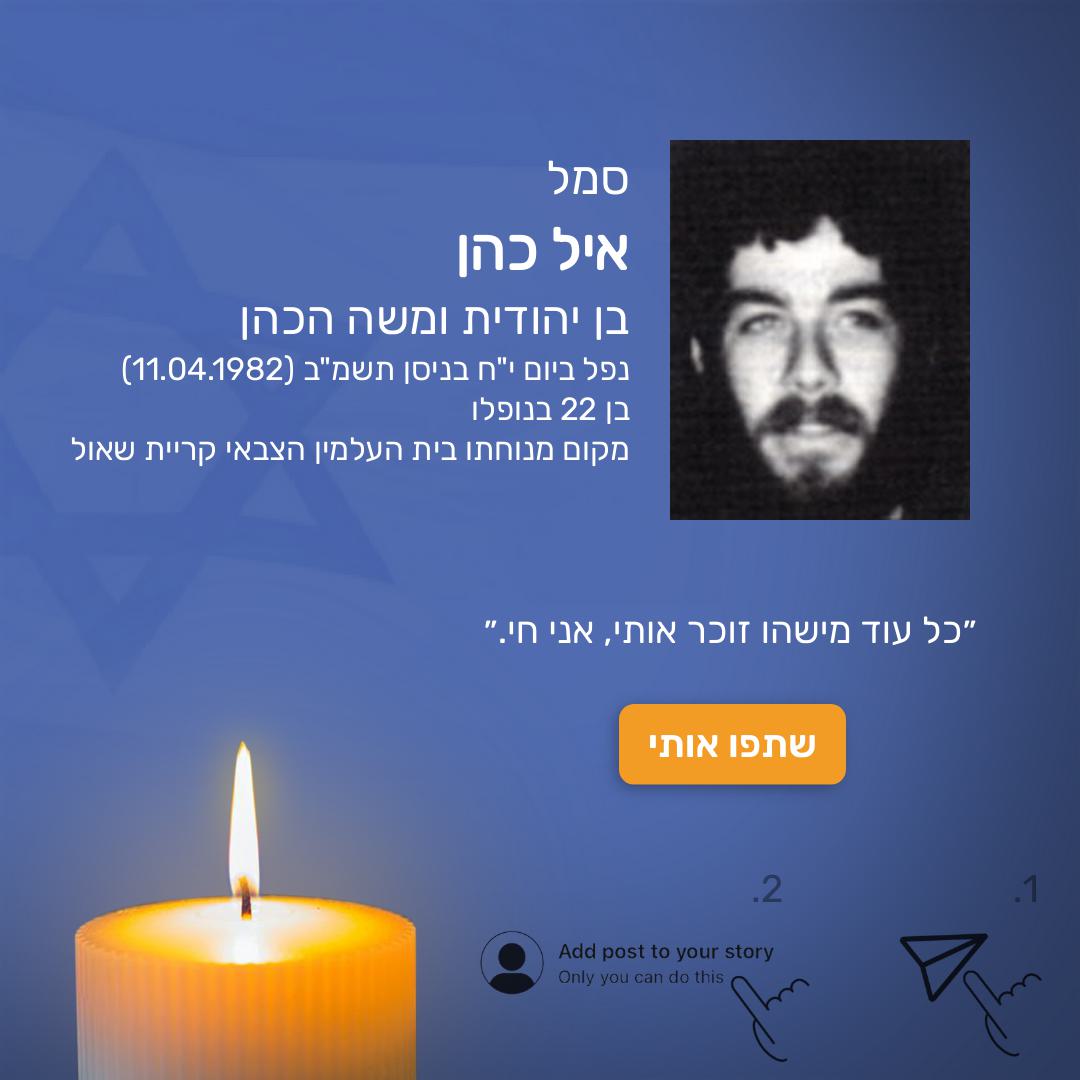 סמל
איל כהן
בן יהודית ומשה הכהן
נפל ביום י"ח בניסן תשמ"ב (11.04.1982)
בן 22 בנופלו
מקום מנוחתו בית העלמין הצבאי קריית שאול
״כל עוד מישהו זוכר אותי, אני חי.״
שתפו אותי
.1
.2
Add post to your story
Only you can do this